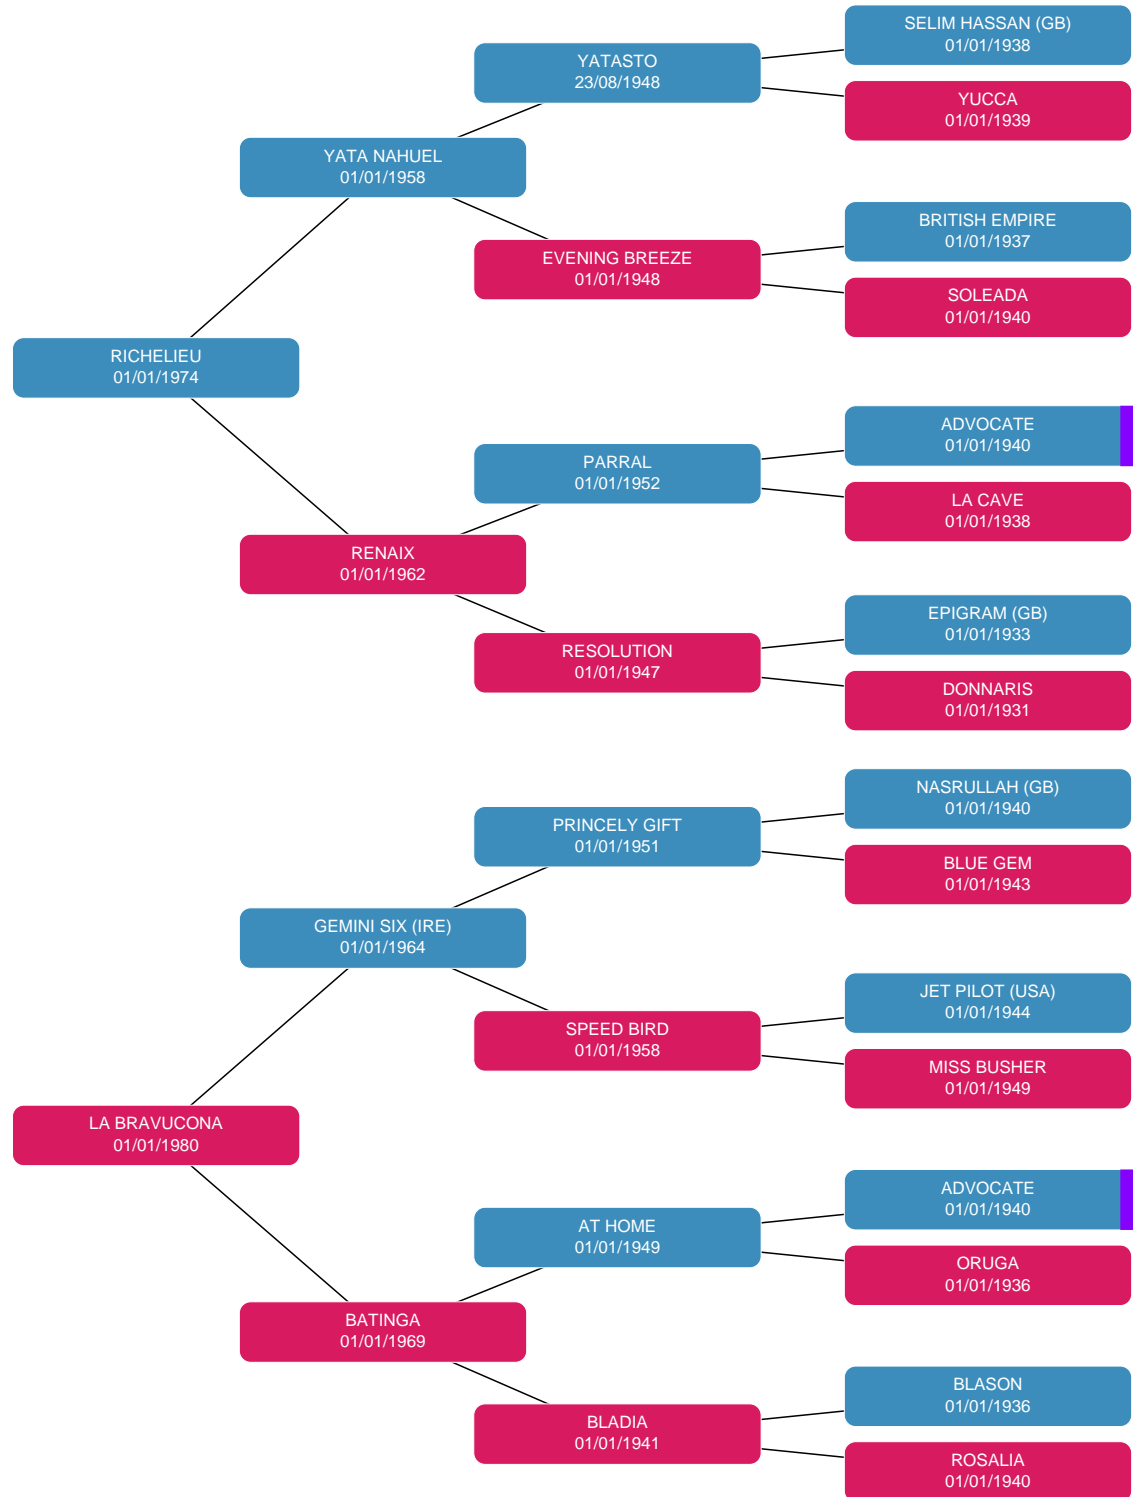 SELIM HASSAN (GB)
01/01/1938
YATASTO
23/08/1948
YUCCA
01/01/1939
YATA NAHUEL
01/01/1958
BRITISH EMPIRE
01/01/1937
EVENING BREEZE
01/01/1948
SOLEADA
01/01/1940
RICHELIEU
01/01/1974
ADVOCATE
01/01/1940
PARRAL
01/01/1952
LA CAVE
01/01/1938
RENAIX
01/01/1962
EPIGRAM (GB)
01/01/1933
RESOLUTION
01/01/1947
DONNARIS
01/01/1931
NASRULLAH (GB)
01/01/1940
PRINCELY GIFT
01/01/1951
BLUE GEM
01/01/1943
GEMINI SIX (IRE)
01/01/1964
JET PILOT (USA)
01/01/1944
SPEED BIRD
01/01/1958
MISS BUSHER
01/01/1949
LA BRAVUCONA
01/01/1980
ADVOCATE
01/01/1940
AT HOME
01/01/1949
ORUGA
01/01/1936
BATINGA
01/01/1969
BLASON
01/01/1936
BLADIA
01/01/1941
ROSALIA
01/01/1940